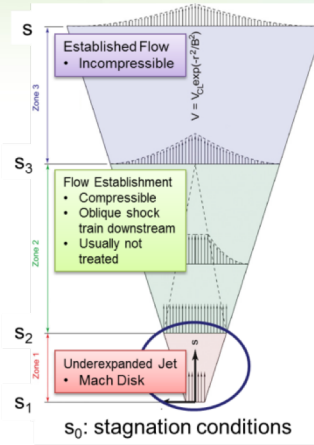 S
Established Flow
• Incompressible
Zone 3
V = V_CL exp(-r²/B²)
S₃
Flow Establishment
• Compressible
• Oblique shock
train downstream
• Usually not
treated
Zone 2
S₂
Underexpanded Jet
• Mach Disk
Zone 1
s
S₁
s₀: stagnation conditions